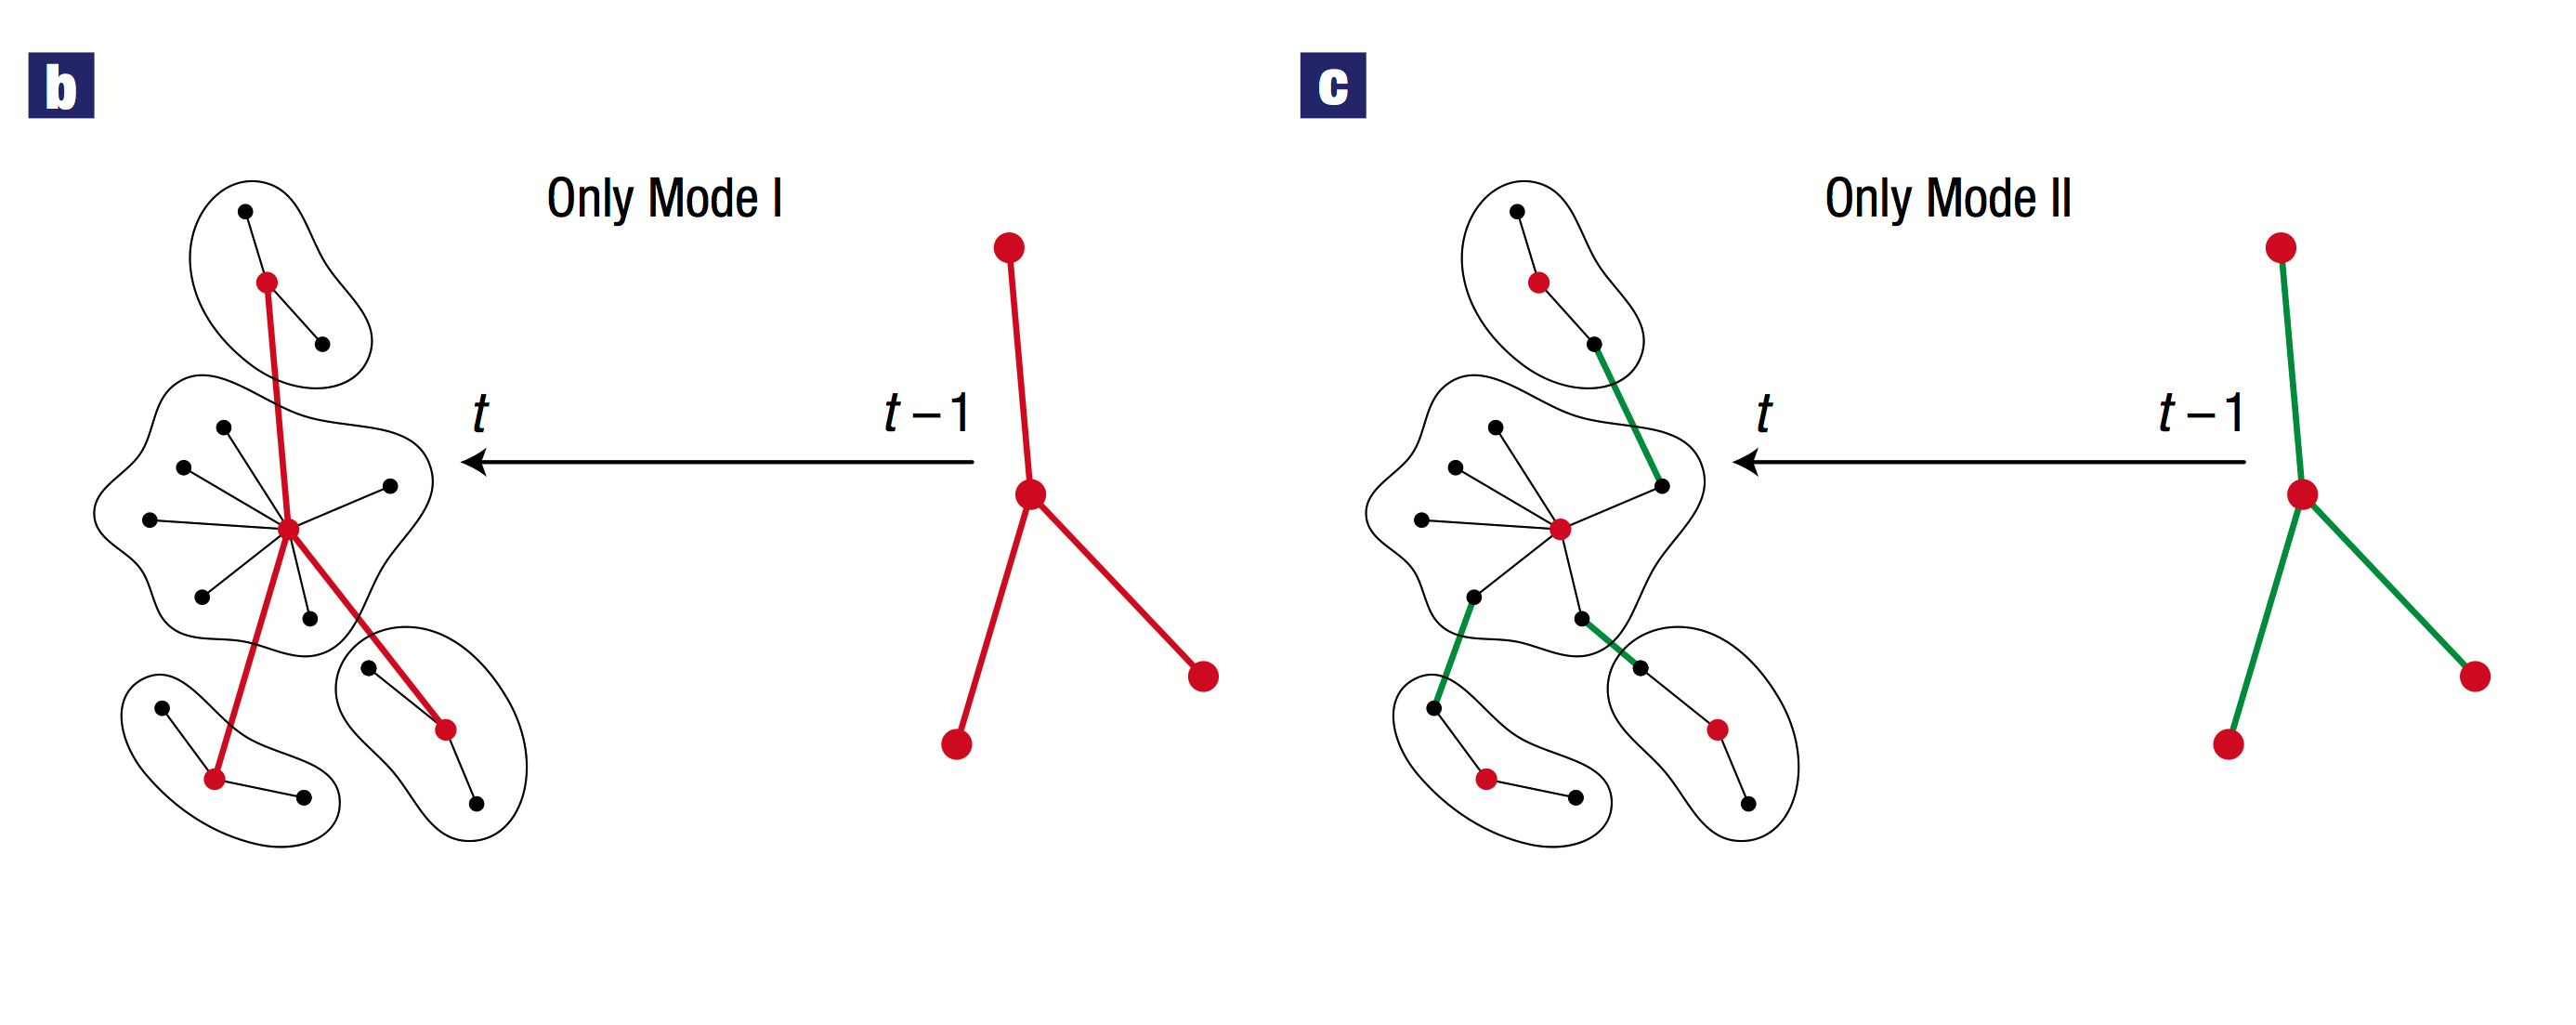 b
Only Mode I
t
t – 1
c
Only Mode II
t
t – 1